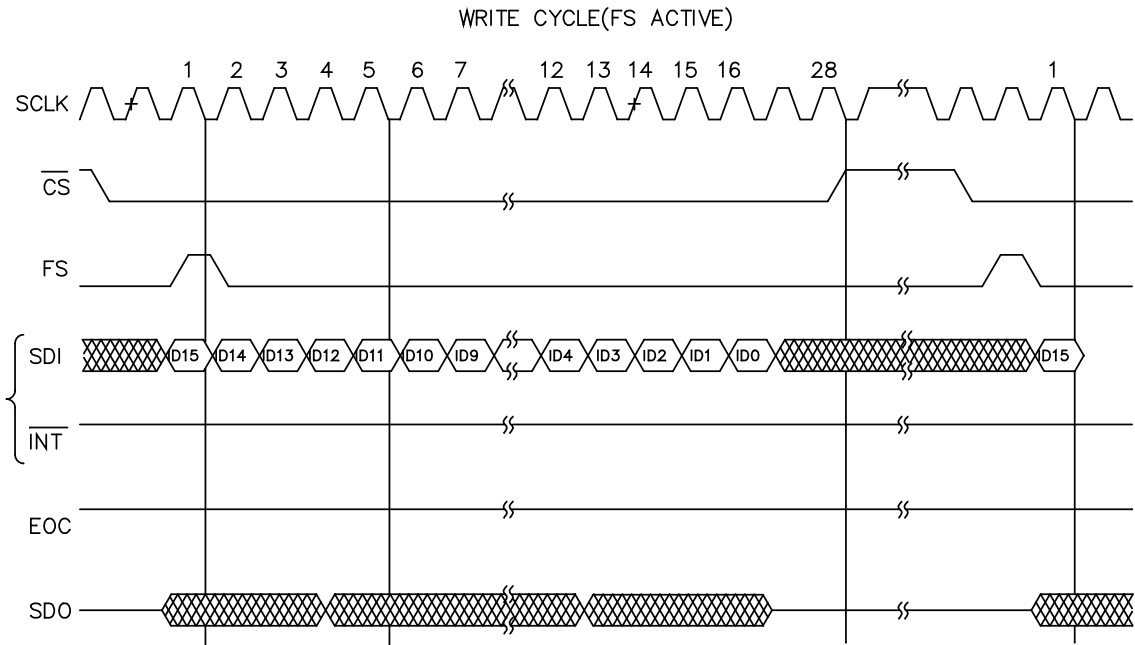 WRITE CYCLE(FS ACTIVE)
1 2 3 4 5 6 7 12 13 14 15 16 28 1
SCLK
CS
FS
SDI D15 D14 D13 D12 D11 D10 ID9 ID4 ID3 ID2 ID1 ID0 D15
INT
EOC
SDO